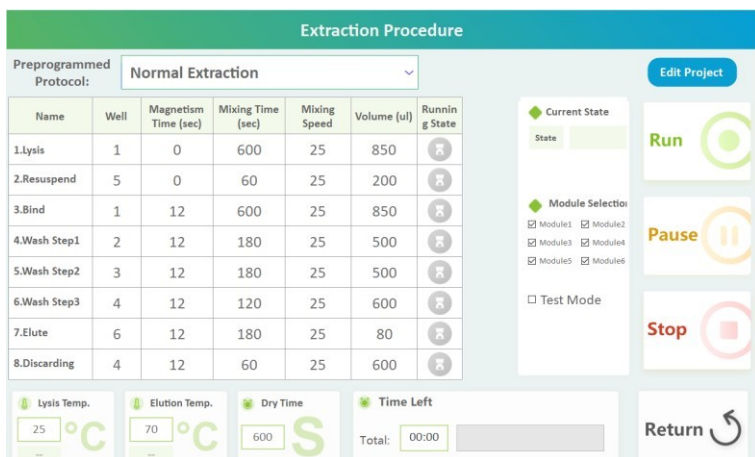 Extraction Procedure
Preprogrammed
Protocol:
Normal Extraction
Edit Project
Name Well Magnetism Time (sec) Mixing Time (sec) Mixing Speed Volume (ul) Runnin g State
1.Lysis 1 0 600 25 850
2.Resuspend 5 0 60 25 200
3.Bind 1 12 600 25 850
4.Wash Step1 2 12 180 25 500
5.Wash Step2 3 12 180 25 500
6.Wash Step3 4 12 120 25 600
7.Elute 6 12 180 25 80
8.Discarding 4 12 60 25 600
Current State
State
Module Selection
Module1 Module2
Module3 Module4
Module5 Module6
Test Mode
Run
Pause
Stop
Return
Lysis Temp.
25 °C
--
Elution Temp.
70 °C
--
Dry Time
600 S
Time Left
Total: 00:00